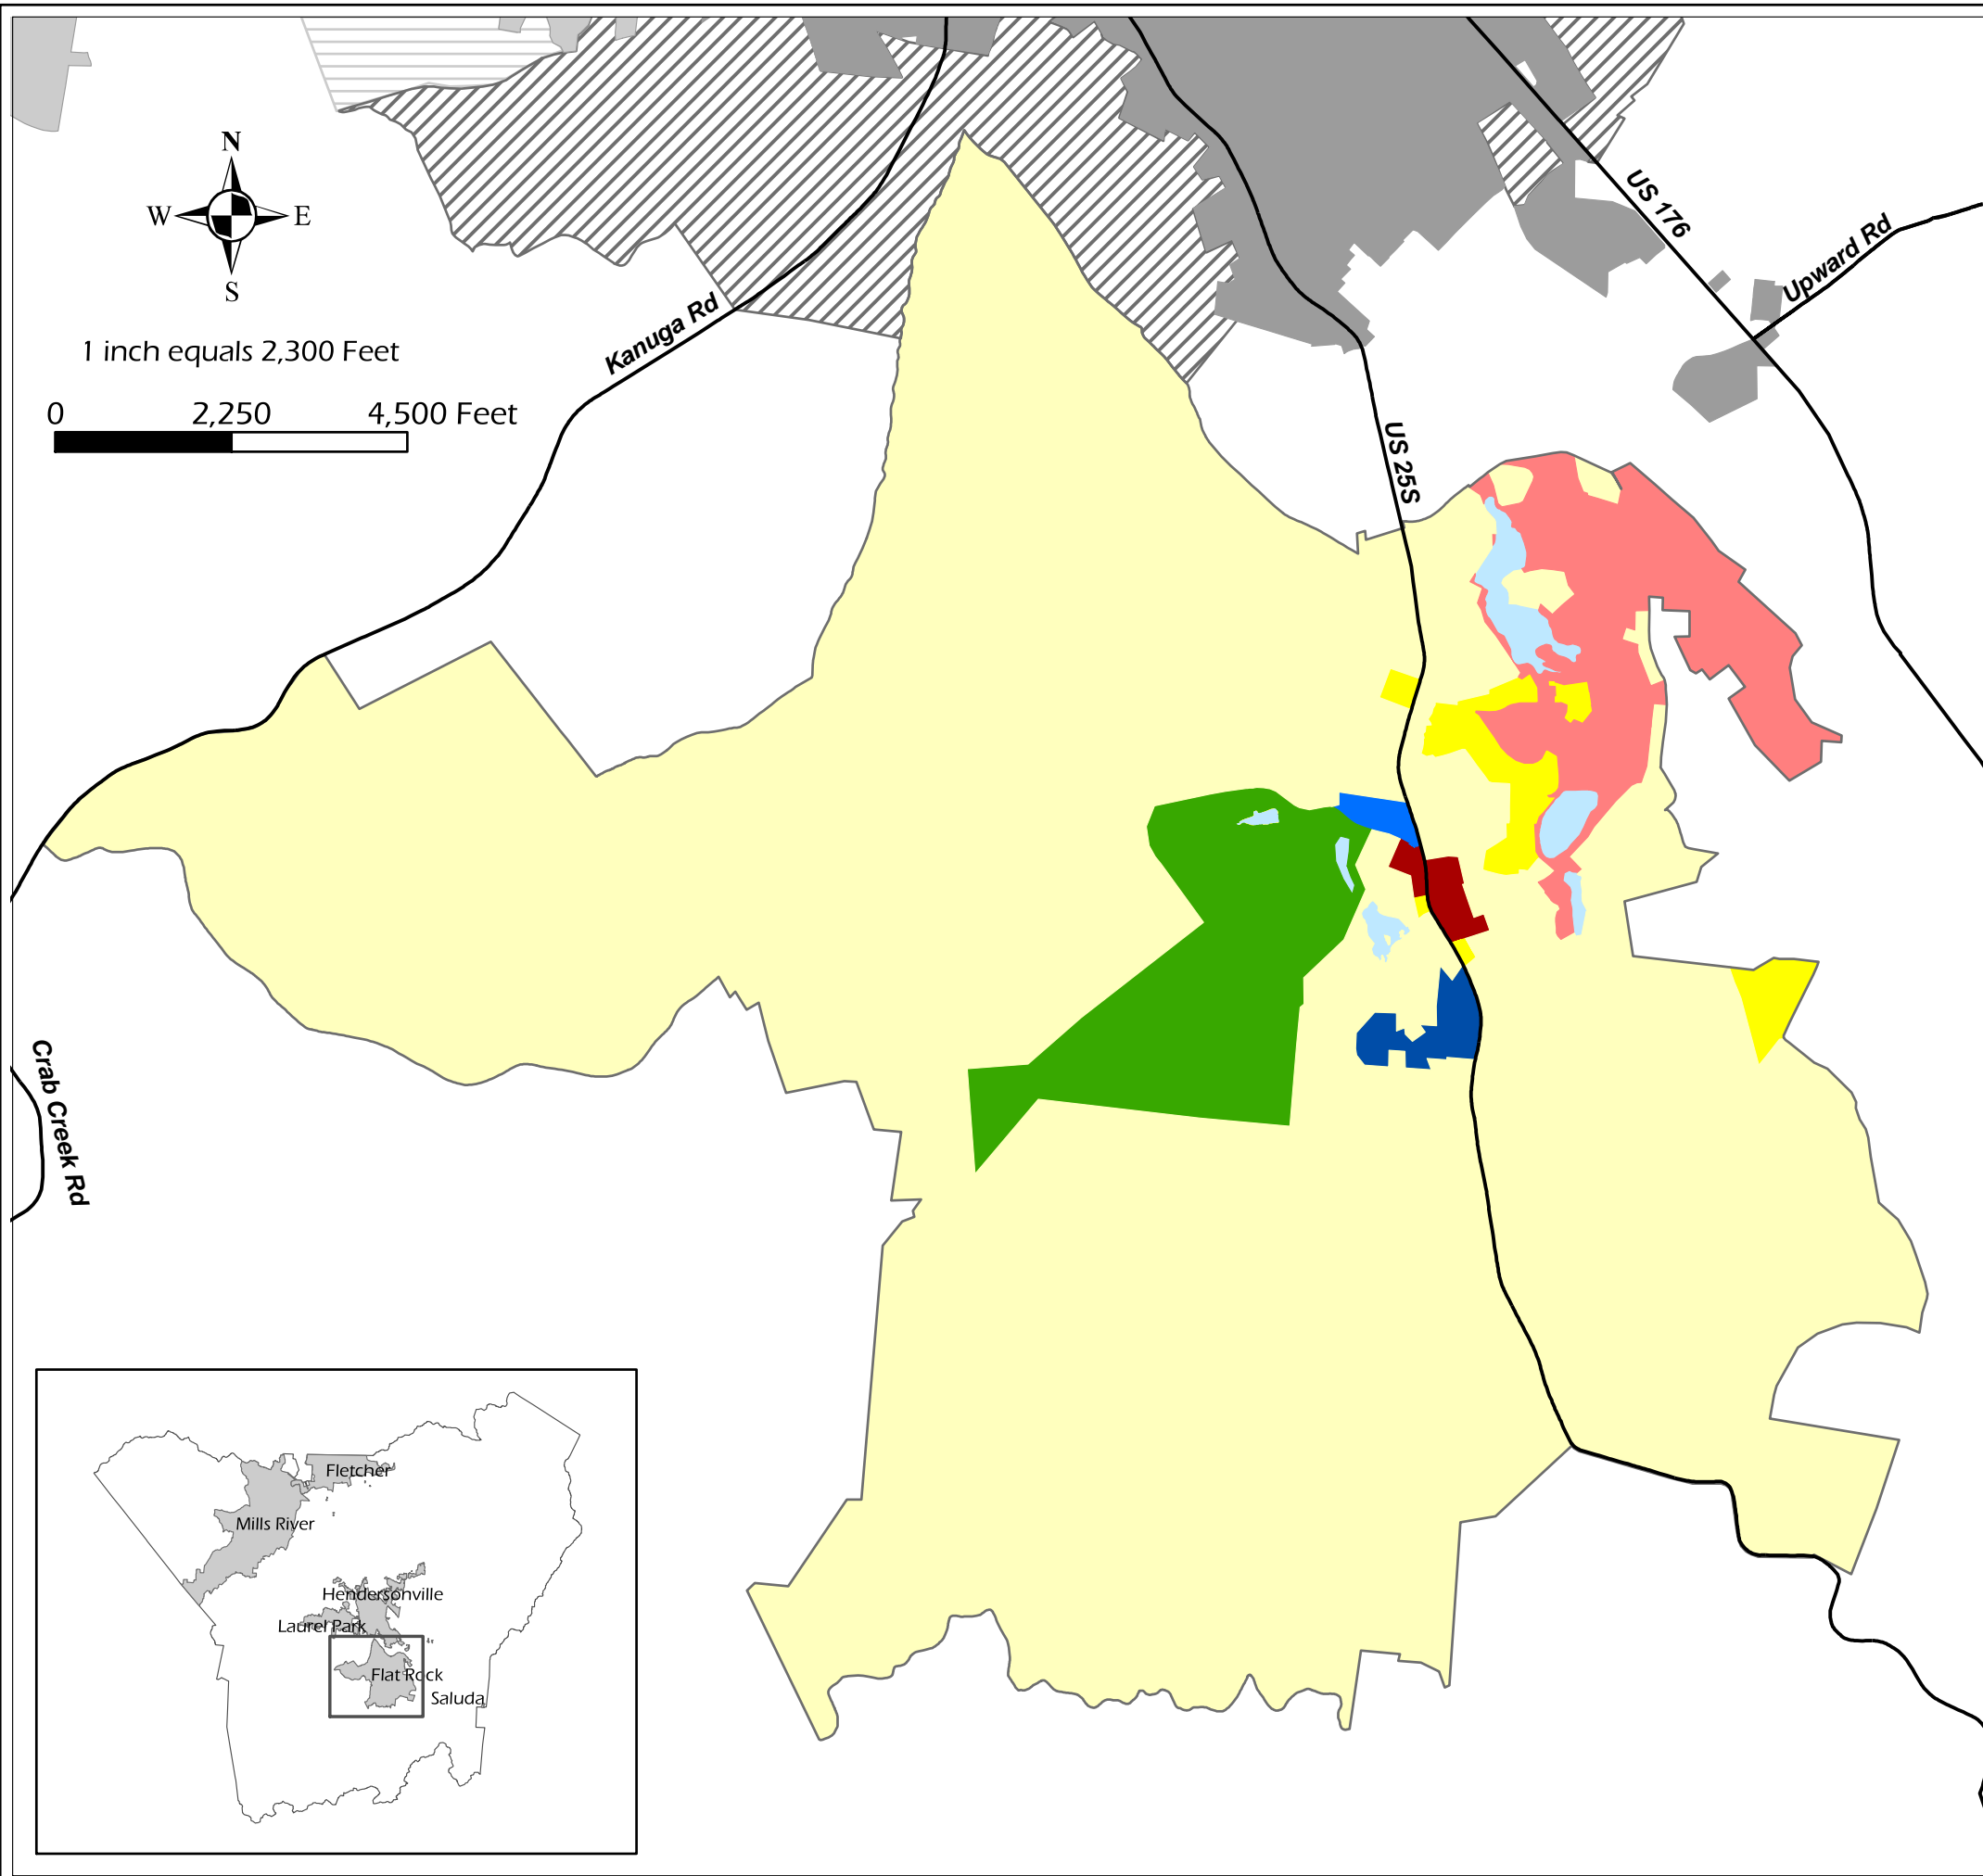 N
W E
S
1 inch equals 2,300 Feet
0 2,250 4,500 Feet
Kanuga Rd
US 176
Upward Rd
US 25S
Crab Creek Rd
Fletcher
Mills River
Hendersonville
Laurel Park
Flat Rock
Saluda